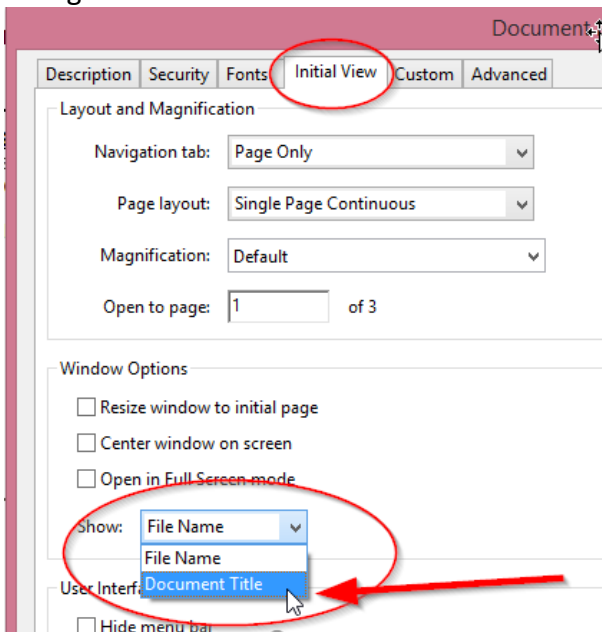 Document
Description Security Fonts Initial View Custom Advanced
Layout and Magnification
Navigation tab: Page Only
Page layout: Single Page Continuous
Magnification: Default
Open to page: 1 of 3
Window Options
Resize window to initial page
Center window on screen
Open in Full Screen mode
Show: File Name
File Name
Document Title
User Interf
Hide menu bar